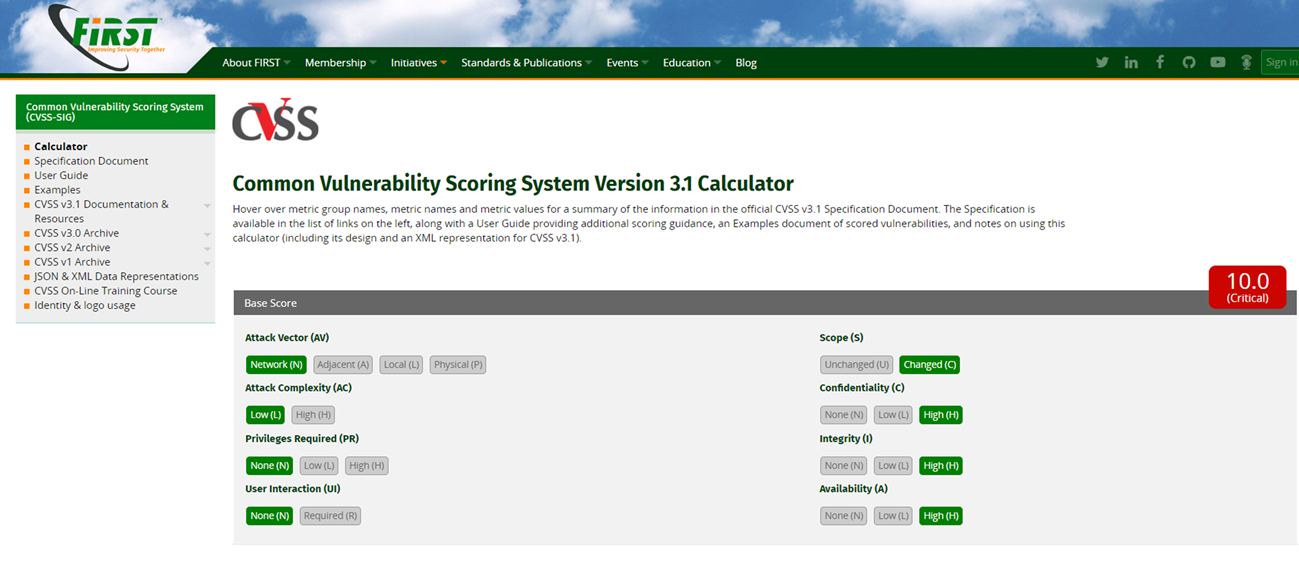 FIRST
Improving Security Together
About FIRST Membership Initiatives Standards & Publications Events Education Blog
Sign in
Common Vulnerability Scoring System
(CVSS-SIG)
Calculator
Specification Document
User Guide
Examples
CVSS v3.1 Documentation &
Resources
CVSS v3.0 Archive
CVSS v2 Archive
CVSS v1 Archive
JSON & XML Data Representations
CVSS On-Line Training Course
Identity & logo usage
CVSS
Common Vulnerability Scoring System Version 3.1 Calculator
Hover over metric group names, metric names and metric values for a summary of the information in the official CVSS v3.1 Specification Document. The Specification is
available in the list of links on the left, along with a User Guide providing additional scoring guidance, an Examples document of scored vulnerabilities, and notes on using this
calculator (including its design and an XML representation for CVSS v3.1).
Base Score
10.0
(Critical)
Attack Vector (AV)
Network (N) Adjacent (A) Local (L) Physical (P)
Attack Complexity (AC)
Low (L) High (H)
Privileges Required (PR)
None (N) Low (L) High (H)
User Interaction (UI)
None (N) Required (R)
Scope (S)
Unchanged (U) Changed (C)
Confidentiality (C)
None (N) Low (L) High (H)
Integrity (I)
None (N) Low (L) High (H)
Availability (A)
None (N) Low (L) High (H)